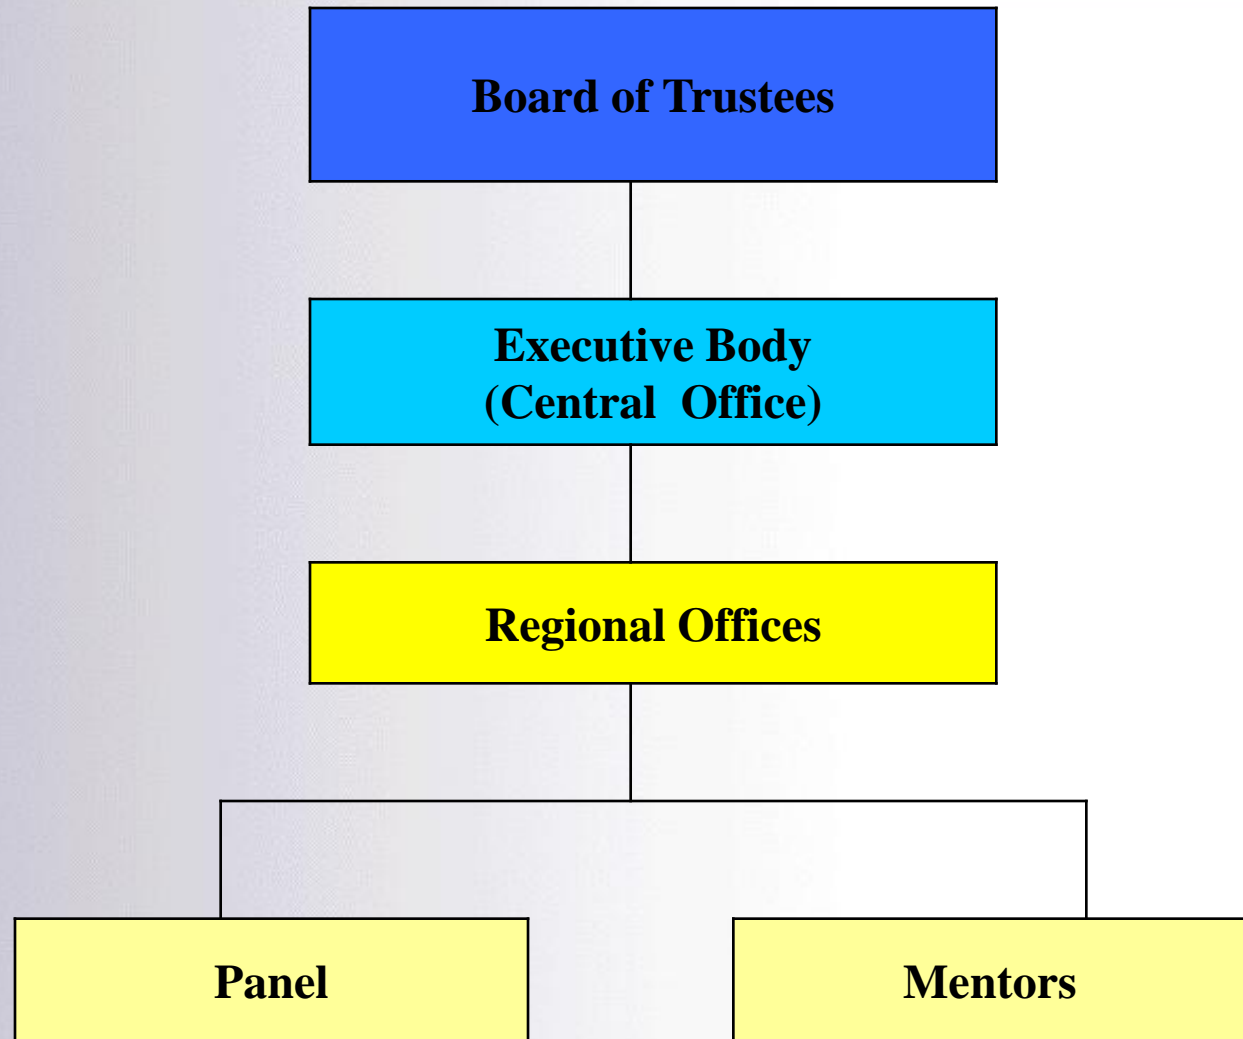 Board of Trustees
Executive Body
(Central  Office)
Regional Offices
Panel
Mentors